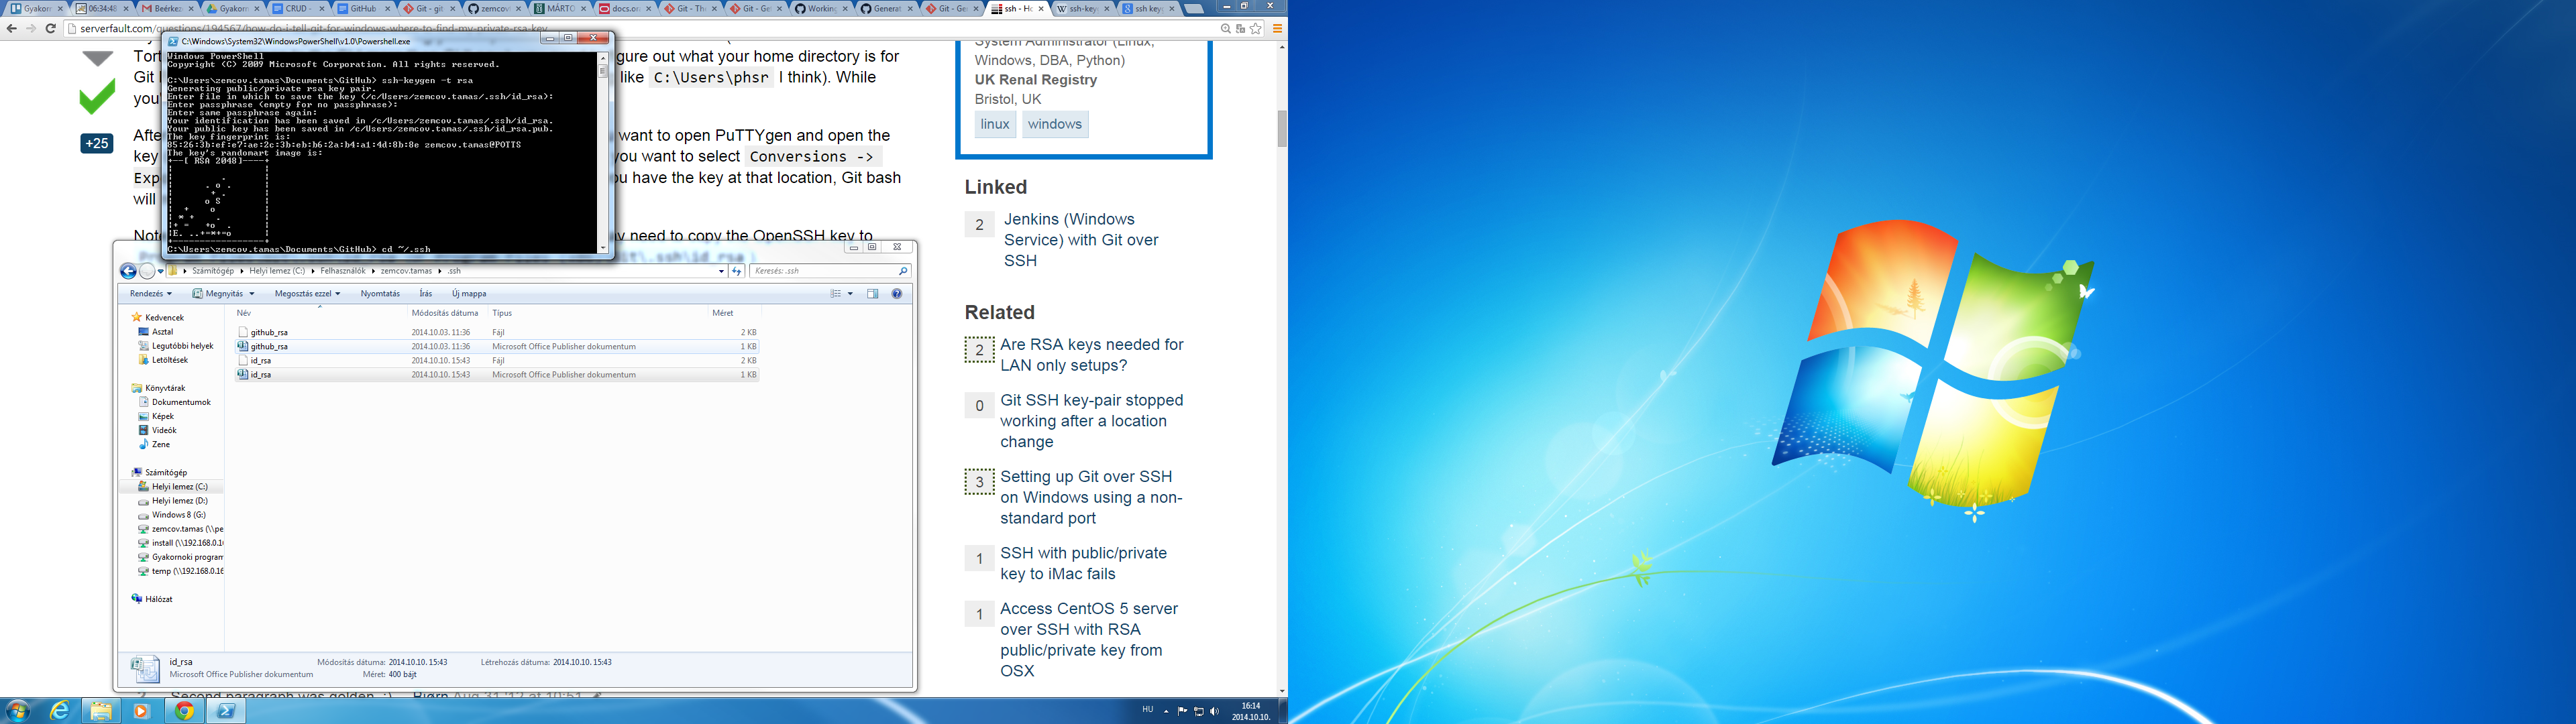 Gyakorn
06:34:48
Beérkez
Gyakorn
CRUD -
GitHub
Git - git
zemcov
MÁRTO
docs.or
Git - Th
Git - Ge
Working
Generat
Git - Ge
ssh - Ho
ssh-key
ssh keyg
serverfault.com/questions/194567/how-do-i-tell-git-for-windows-where-to-find-my-private-rsa-key
C:\Windows\System32\WindowsPowerShell\v1.0\Powershell.exe
Windows PowerShell
Copyright (C) 2009 Microsoft Corporation. All rights reserved.
C:\Users\zemcov.tamas\Documents\GitHub> ssh-keygen -t rsa
Generating public/private rsa key pair.
Enter file in which to save the key (/c/Users/zemcov.tamas/.ssh/id_rsa):
Enter passphrase (empty for no passphrase):
Enter same passphrase again:
Your identification has been saved in /c/Users/zemcov.tamas/.ssh/id_rsa.
Your public key has been saved in /c/Users/zemcov.tamas/.ssh/id_rsa.pub.
The key fingerprint is:
85:26:3b:ef:e7:ae:2c:3b:eb:b6:2a:b4:a1:4d:8b:8e zemcov.tamas@POTTS
The key's randomart image is:
+--[ RSA 2048]----+
|                 |
|         .       |
|      . o .      |
|       + .       |
|      o S        |
|  +    o         |
| * +    .        |
|+ =   +o  .      |
|E. ..+=*+=o      |
+-----------------+
C:\Users\zemcov.tamas\Documents\GitHub> cd ~/.ssh
Tort
gure out what your home directory is for
Git
like C:\Users\phsr I think). While
you'
+25
Afte
want to open PuTTYgen and open the
key
you want to select Conversions ->
Exp
u have the key at that location, Git bash
will
Note
y need to copy the OpenSSH key to
Számítógép
Helyi lemez (C:)
Felhasználók
zemcov.tamas
.ssh
Keresés: .ssh
Rendezés
Megnyitás
Megosztás ezzel
Nyomtatás
Írás
Új mappa
Név
Módosítás dátuma
Típus
Méret
github_rsa 2014.10.03. 11:36 Fájl 2 KB
github_rsa 2014.10.03. 11:36 Microsoft Office Publisher dokumentum 1 KB
id_rsa 2014.10.10. 15:43 Fájl 2 KB
id_rsa 2014.10.10. 15:43 Microsoft Office Publisher dokumentum 1 KB
Kedvencek
Asztal
Legutóbbi helyek
Letöltések
Könyvtárak
Dokumentumok
Képek
Videók
Zene
Számítógép
Helyi lemez (C:)
Helyi lemez (D:)
Windows 8 (G:)
zemcov.tamas (\\pe
install (\\192.168.0.1
Gyakornoki program
temp (\\192.168.0.16
Hálózat
id_rsa
Módosítás dátuma: 2014.10.10. 15:43
Létrehozás dátuma: 2014.10.10. 15:43
Microsoft Office Publisher dokumentum
Méret: 400 bájt
Second paragraph was golden. :) – Bjørn Aug 31 '12 at 10:51
System Administrator (Linux,
Windows, DBA, Python)
UK Renal Registry
Bristol, UK
linux
windows
Linked
2
Jenkins (Windows
Service) with Git over
SSH
Related
2
Are RSA keys needed for
LAN only setups?
0
Git SSH key-pair stopped
working after a location
change
3
Setting up Git over SSH
on Windows using a non-
standard port
1
SSH with public/private
key to iMac fails
1
Access CentOS 5 server
over SSH with RSA
public/private key from
OSX
HU
16:14
2014.10.10.